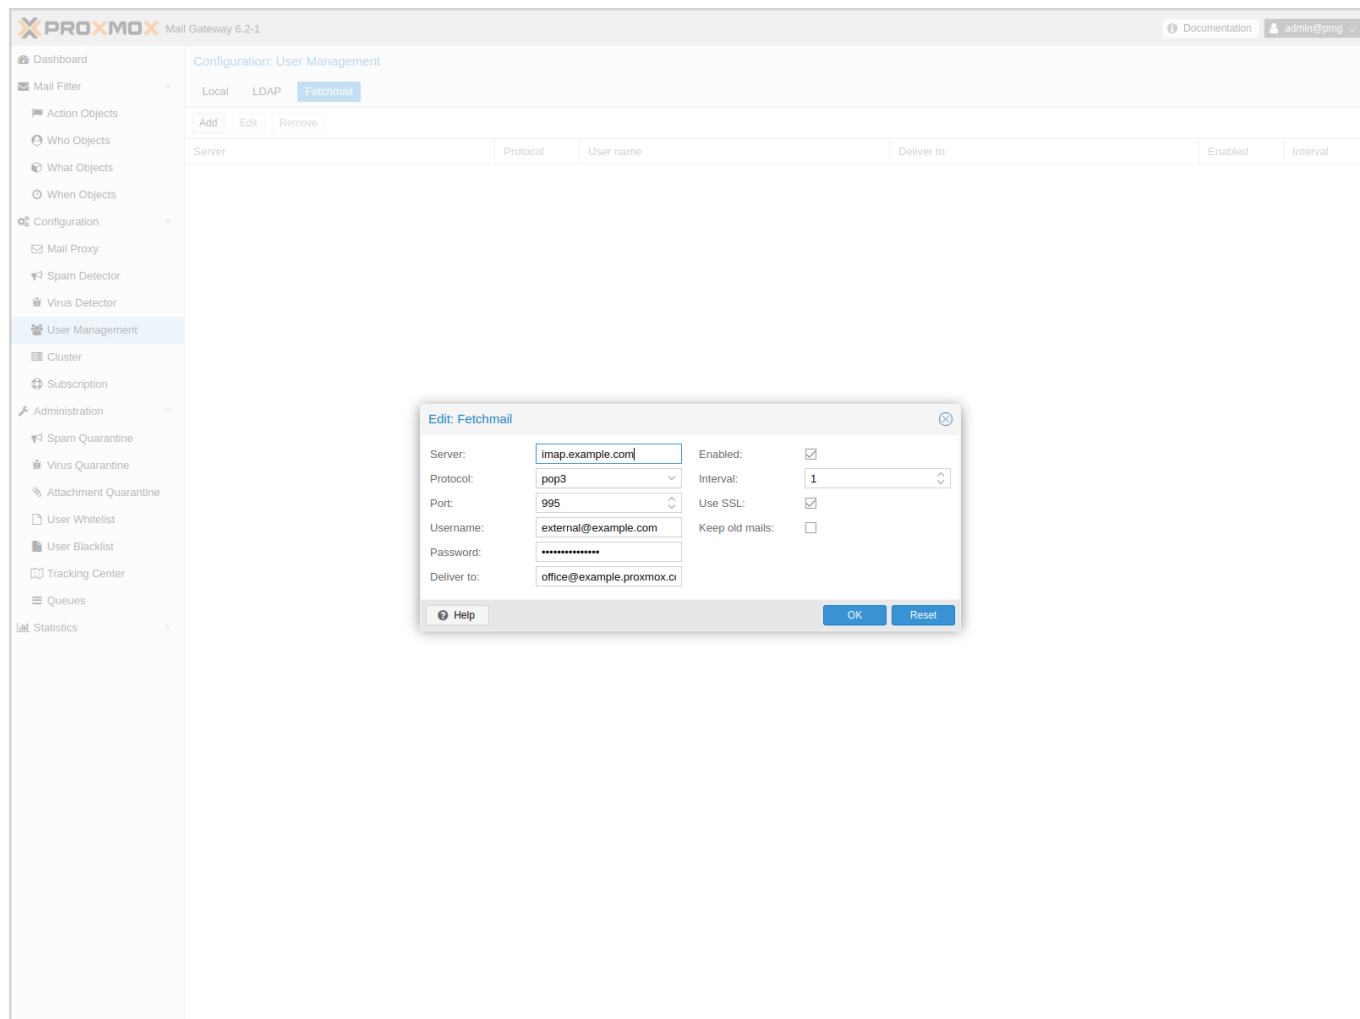 PROXMOX Mail Gateway 6.2-1 Documentation admin@pmg
Dashboard
Mail Filter
Action Objects
Who Objects
What Objects
When Objects
Configuration
Mail Proxy
Spam Detector
Virus Detector
User Management
Cluster
Subscription
Administration
Spam Quarantine
Virus Quarantine
Attachment Quarantine
User Whitelist
User Blacklist
Tracking Center
Queues
Statistics
Configuration: User Management
Local LDAP Fetchmail
Add Edit Remove
Server Protocol User name Deliver to Enabled Interval
Edit: Fetchmail
Server: imap.example.com Enabled:
Protocol: pop3 Interval: 1
Port: 995 Use SSL:
Username: external@example.com Keep old mails:
Password: •••••••••••••••
Deliver to: office@example.proxmox.c
Help OK Reset